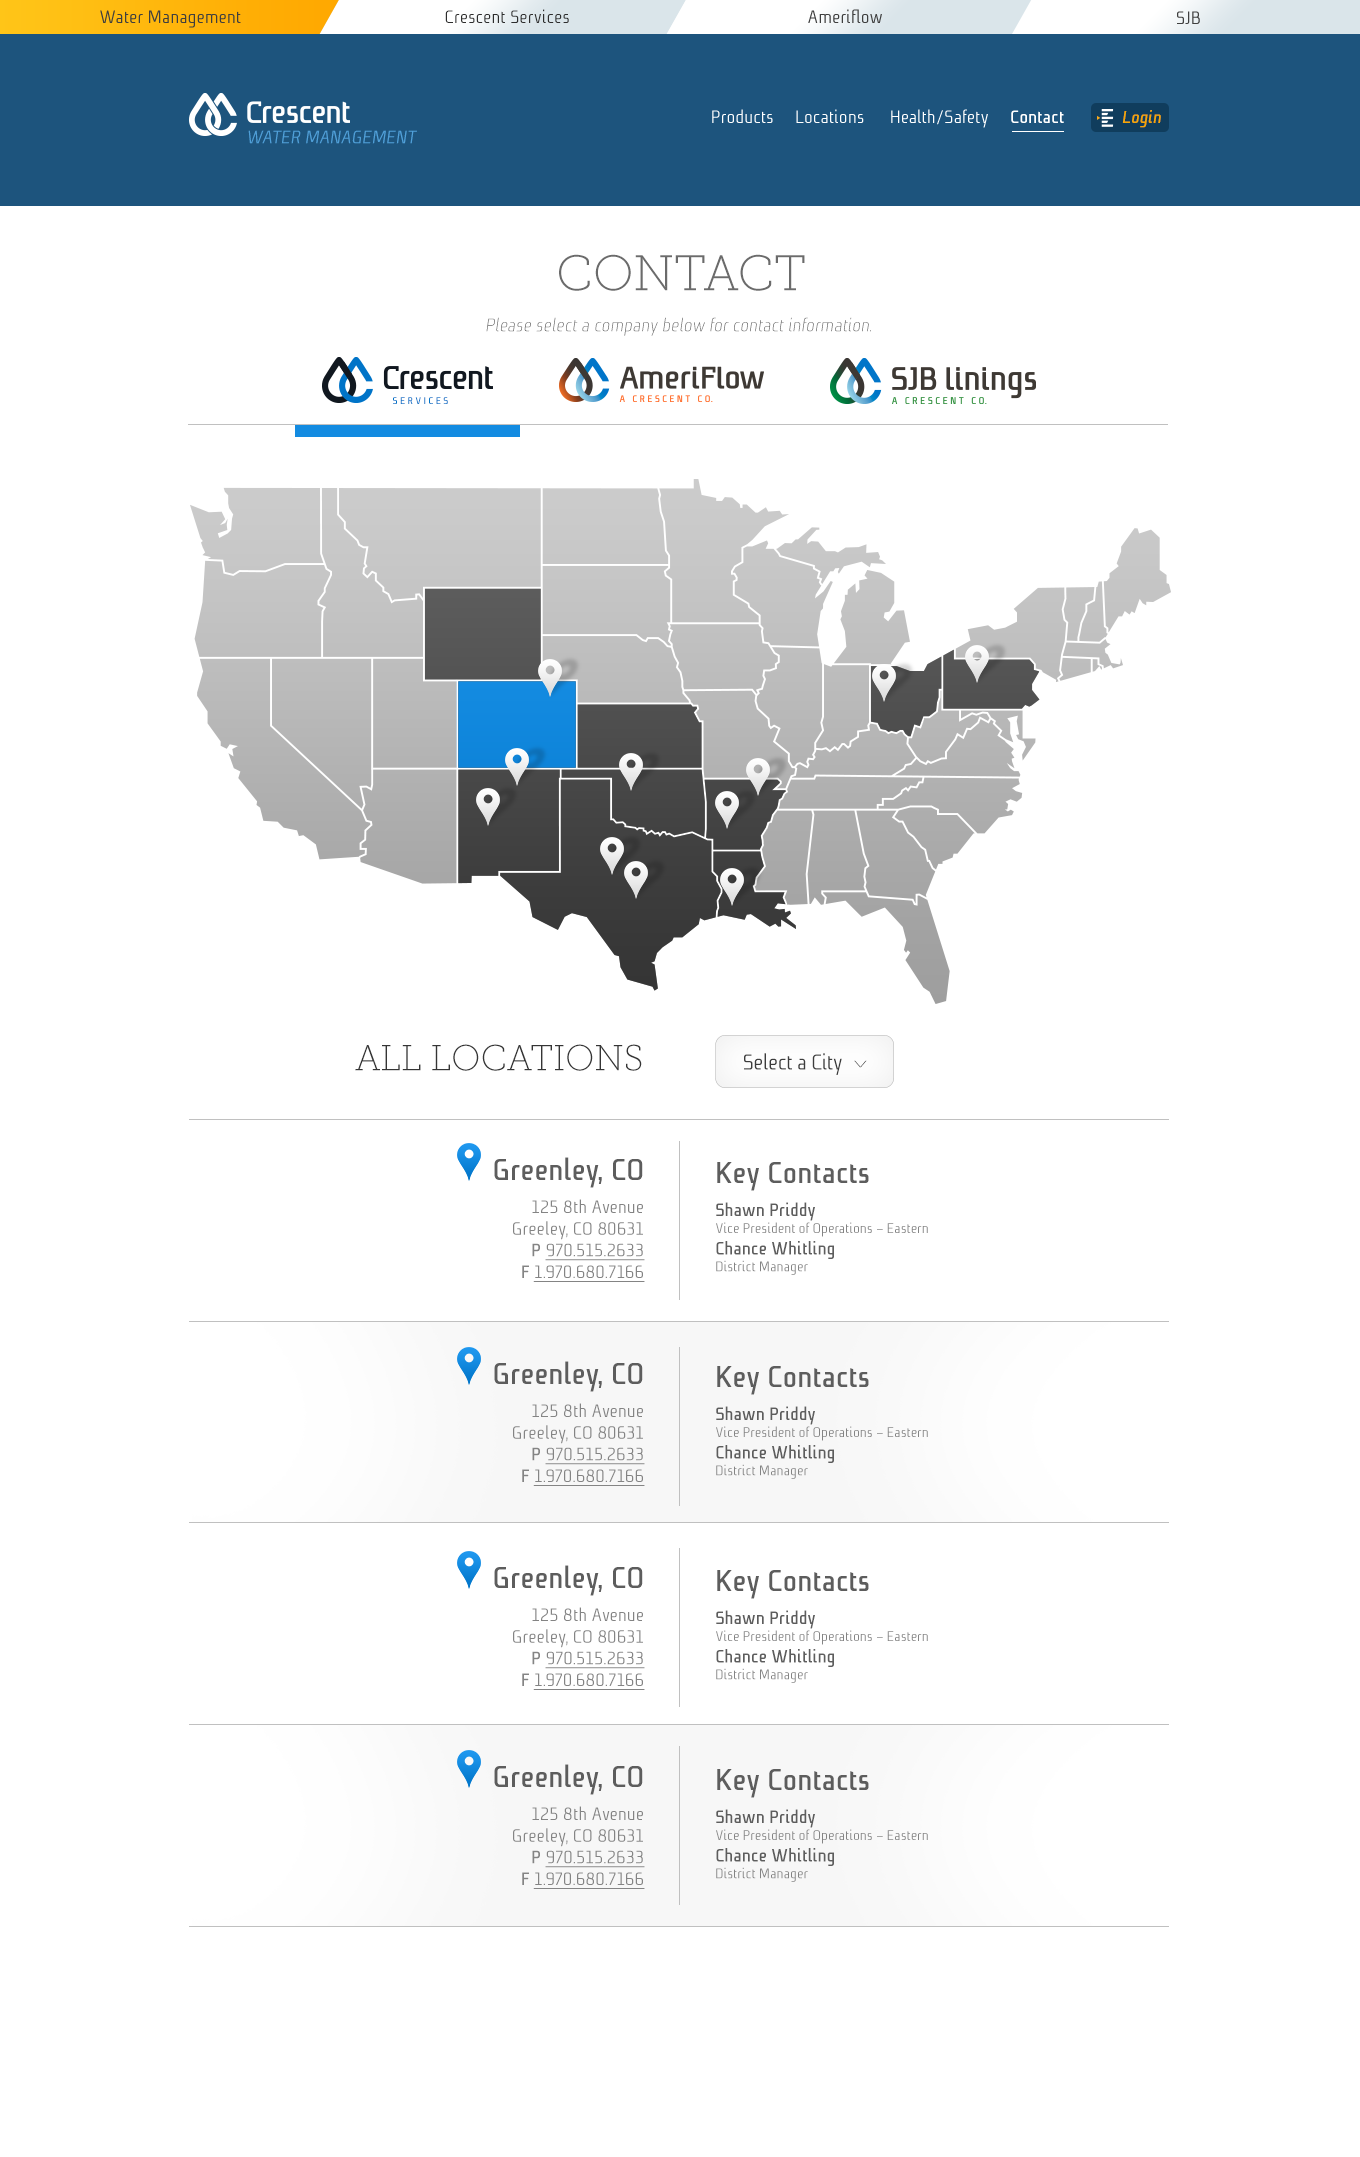 Water Management
Crescent Services
Ameriflow
SJB
Crescent
WATER MANAGEMENT
Products
Locations
Health/Safety
Contact
Login
CONTACT
Please select a company below for contact information.
Crescent
SERVICES
AmeriFlow
A CRESCENT CO.
SJB linings
A CRESCENT CO.
ALL LOCATIONS
Select a City
Greenley, CO
125 8th Avenue
Greeley, CO 80631
P 970.515.2633
F 1.970.680.7166
Key Contacts
Shawn Priddy
Vice President of Operations – Eastern
Chance Whitling
District Manager
Greenley, CO
125 8th Avenue
Greeley, CO 80631
P 970.515.2633
F 1.970.680.7166
Key Contacts
Shawn Priddy
Vice President of Operations – Eastern
Chance Whitling
District Manager
Greenley, CO
125 8th Avenue
Greeley, CO 80631
P 970.515.2633
F 1.970.680.7166
Key Contacts
Shawn Priddy
Vice President of Operations – Eastern
Chance Whitling
District Manager
Greenley, CO
125 8th Avenue
Greeley, CO 80631
P 970.515.2633
F 1.970.680.7166
Key Contacts
Shawn Priddy
Vice President of Operations – Eastern
Chance Whitling
District Manager